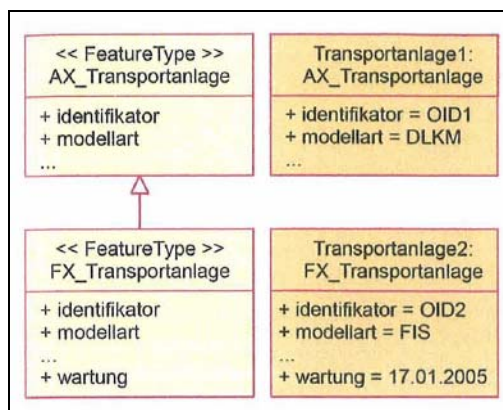 << FeatureType >>
AX_Transportanlage
+ identifikator
+ modellart
...
Transportanlage1:
AX_Transportanlage
+ identifikator = OID1
+ modellart = DLKM
...
<< FeatureType >>
FX_Transportanlage
+ identifikator
+ modellart
...
+ wartung
Transportanlage2:
FX_Transportanlage
+ identifikator = OID2
+ modellart = FIS
...
+ wartung = 17.01.2005